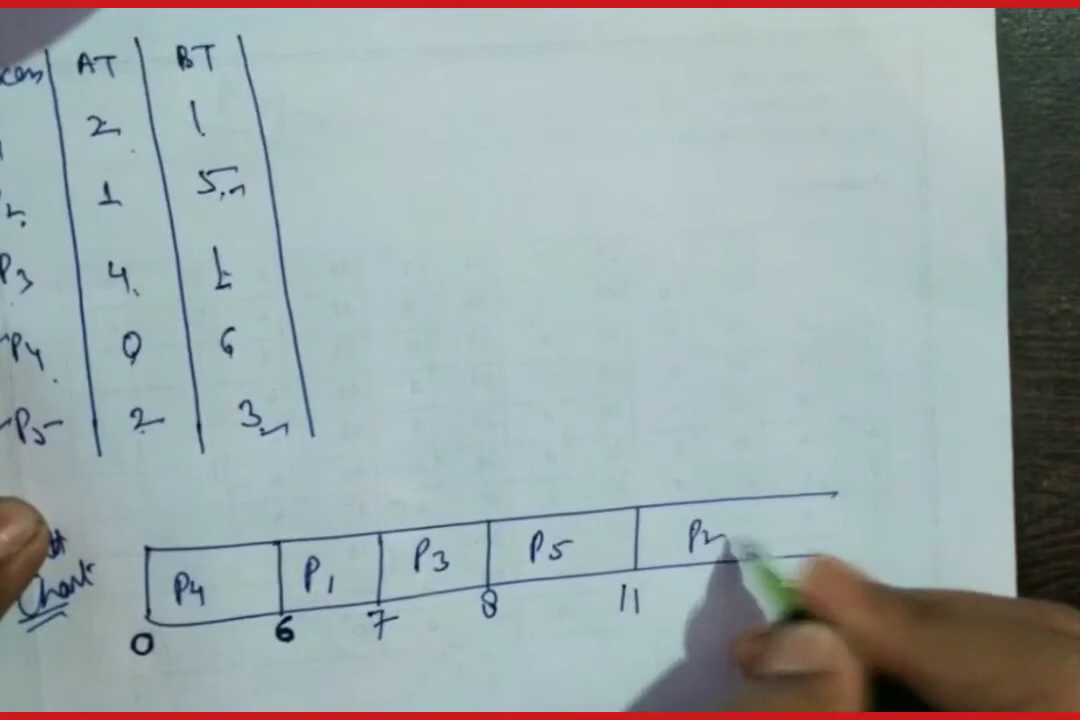 AT BT
2 1
1 5
P3 4 1
P4 0 6
P5 2 3
Chart
P4 P1 P3 P5 P2
0 6 7 8 11